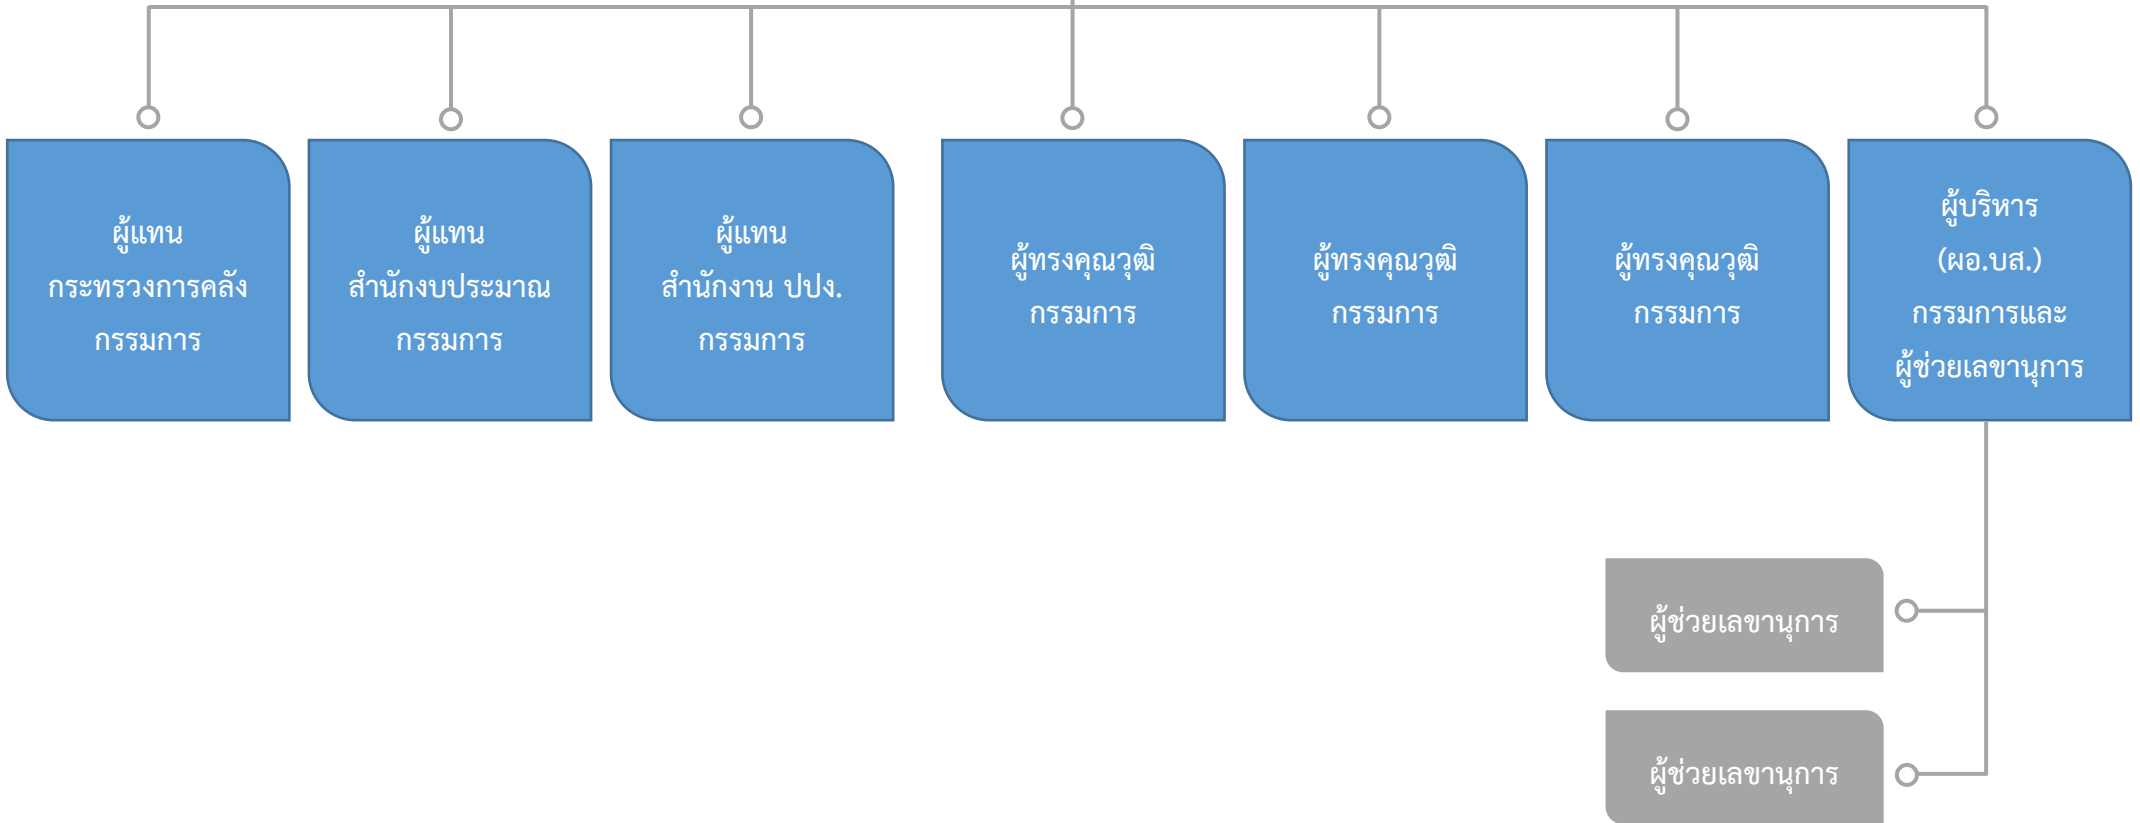 ผู้แทน
กระทรวงการคลัง
กรรมการ
ผู้แทน
สำนักงบประมาณ
กรรมการ
ผู้แทน
สำนักงาน ปปง.
กรรมการ
ผู้ทรงคุณวุฒิ
กรรมการ
ผู้ทรงคุณวุฒิ
กรรมการ
ผู้ทรงคุณวุฒิ
กรรมการ
ผู้บริหาร
(ผอ.บส.)
กรรมการและ
ผู้ช่วยเลขานุการ
ผู้ช่วยเลขานุการ
ผู้ช่วยเลขานุการ